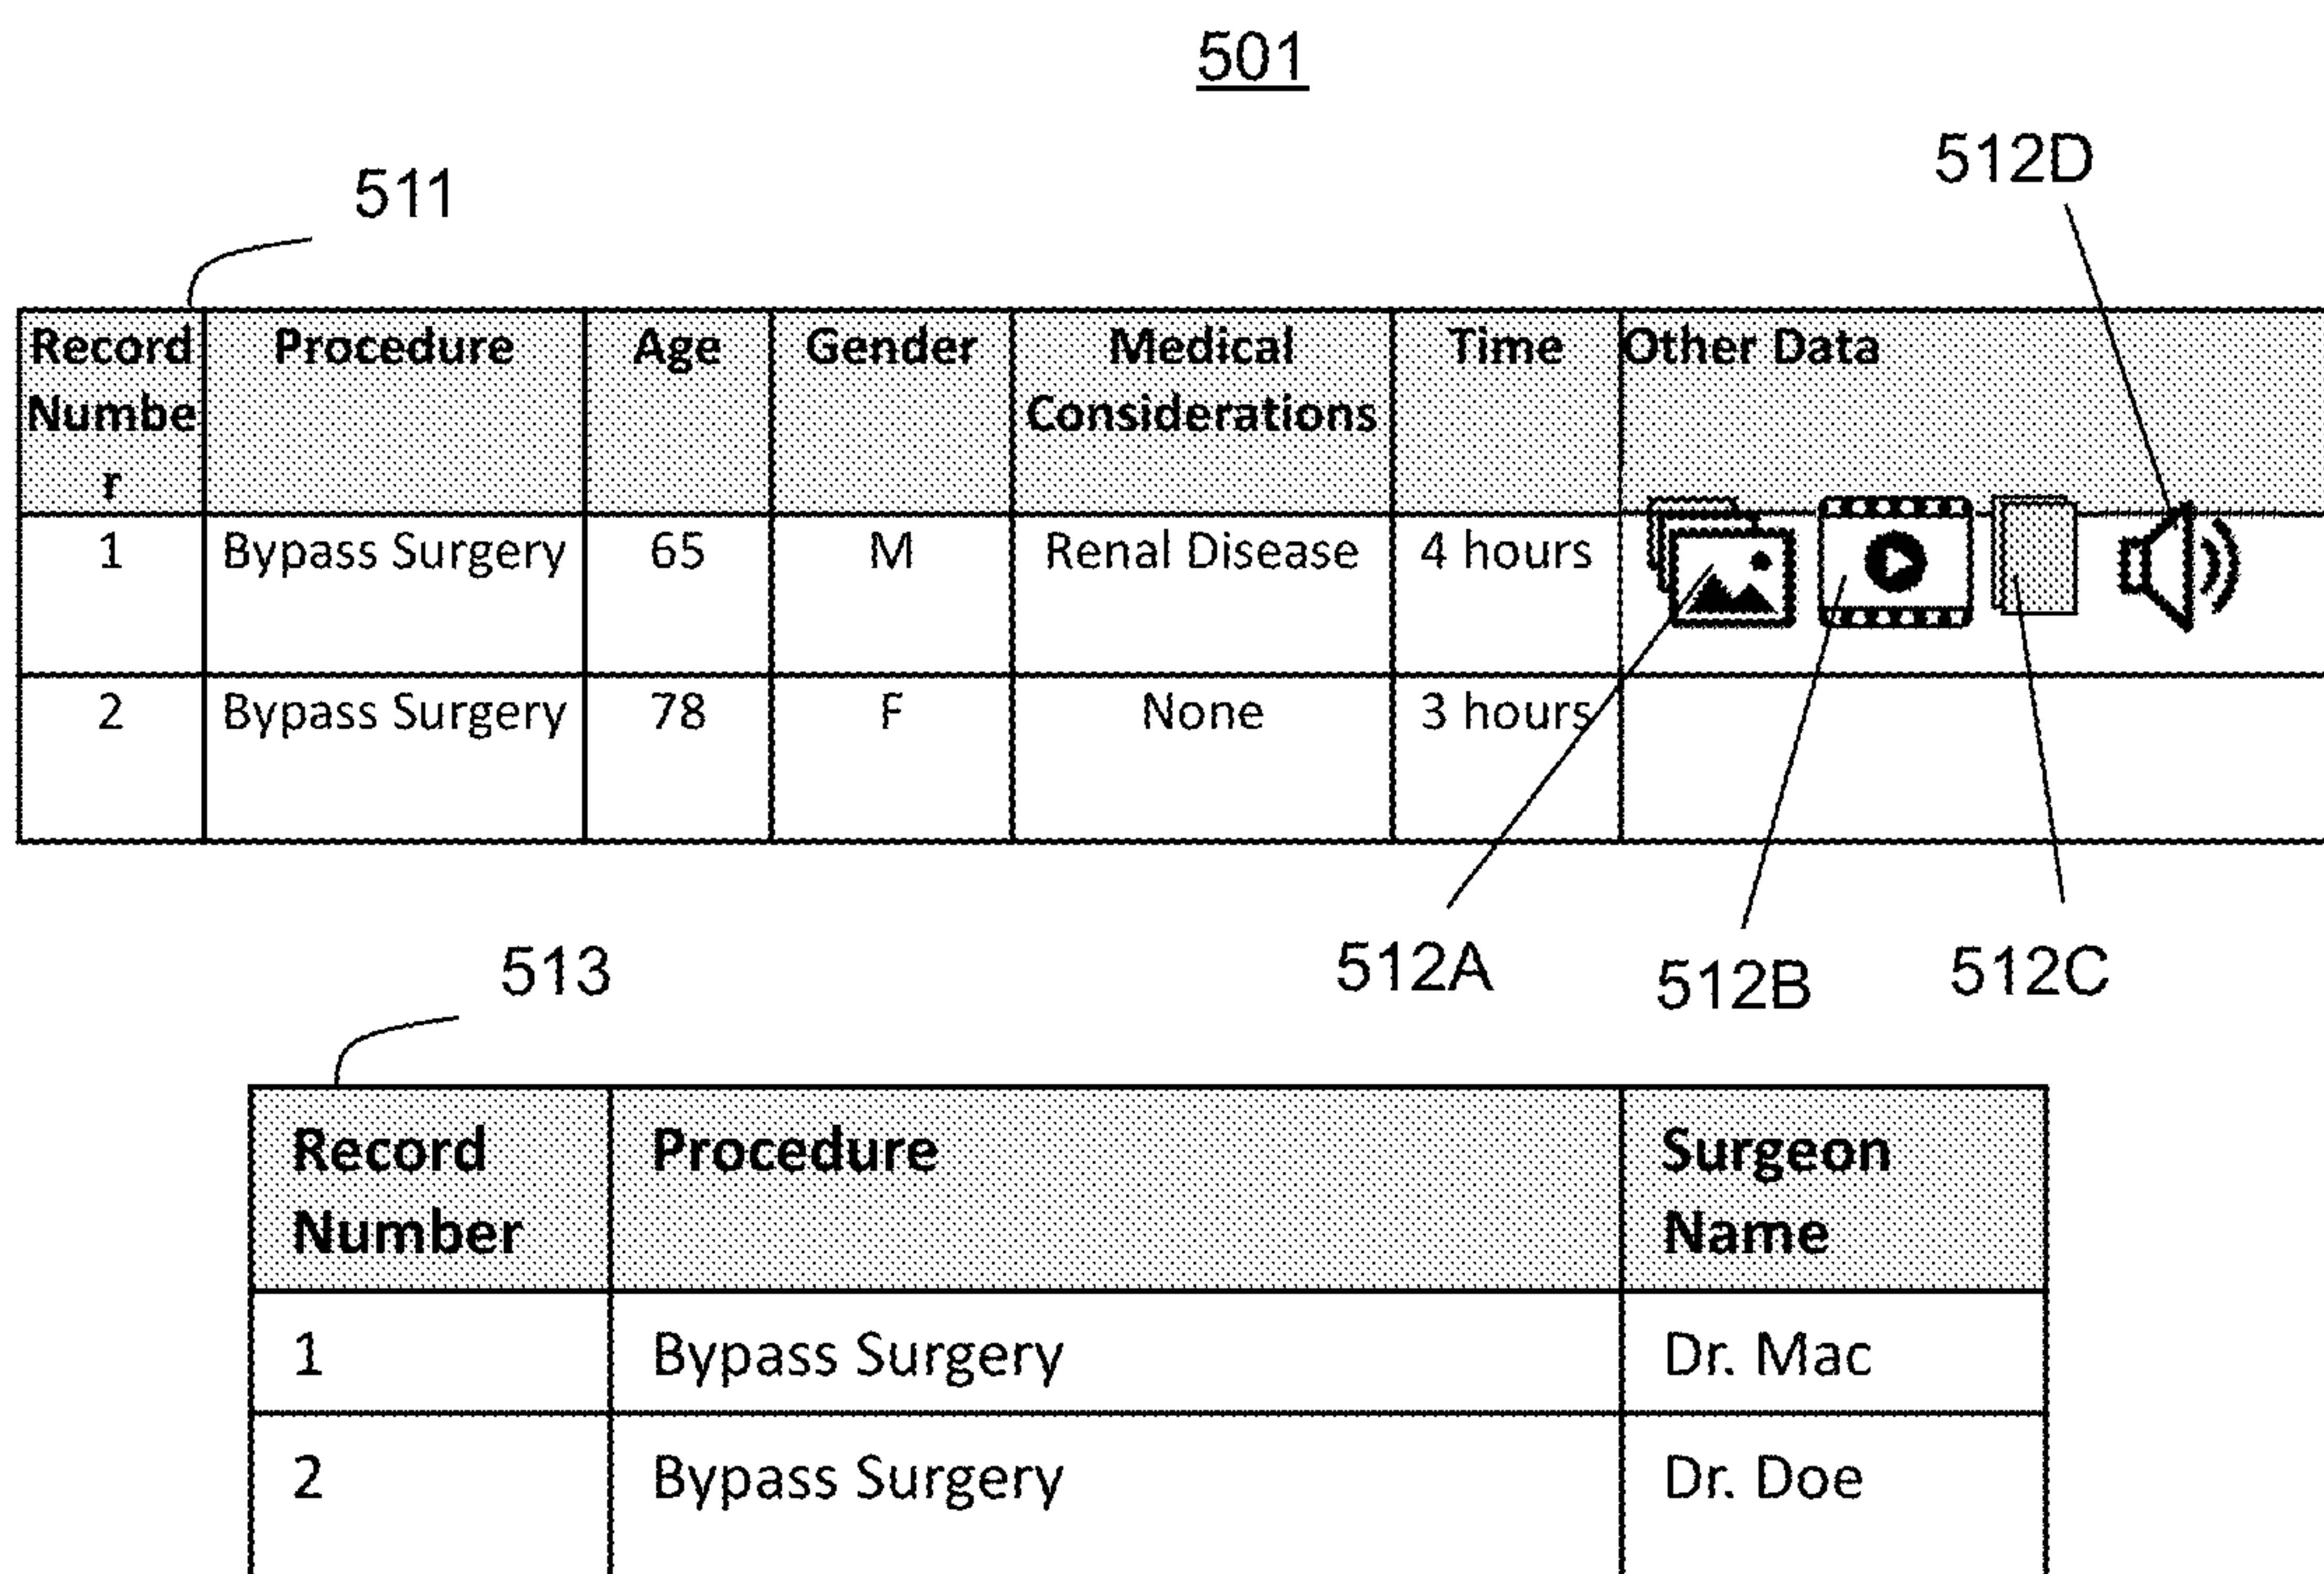 501
512D
511
Record Procedure Age Gender Medical Time Other Data
Numbe Considerations
r
1 Bypass Surgery 65 M Renal Disease 4 hours
2 Bypass Surgery 78 F None 3 hours
512A 512B 512C
513
Record Procedure Surgeon
Number Name
1 Bypass Surgery Dr. Mac
2 Bypass Surgery Dr. Doe